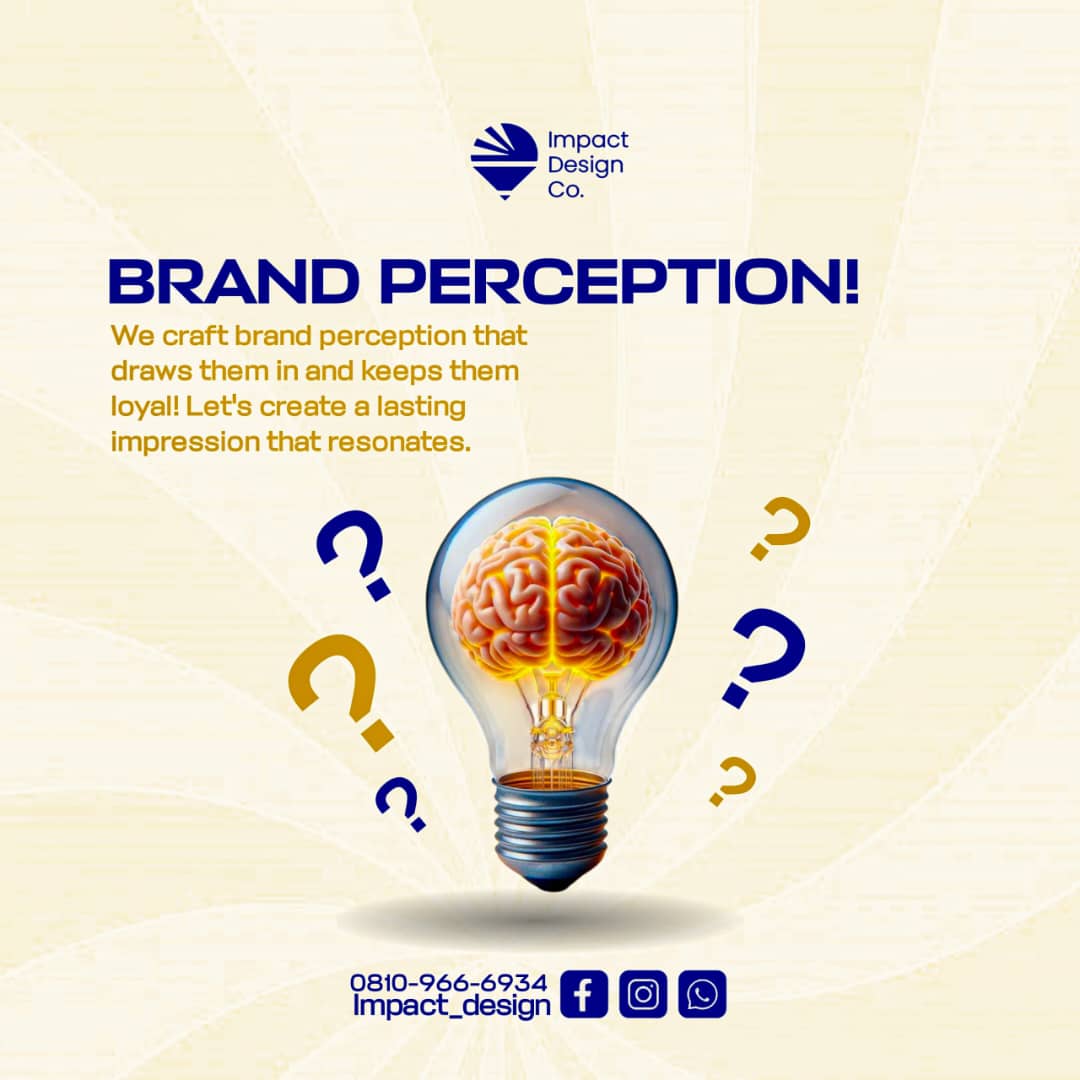 Impact
Design
Co.
BRAND PERCEPTION!
We craft brand perception that
draws them in and keeps them
loyal! Let's create a lasting
impression that resonates.
?
?
?
?
?
?
0810-966-6934
Impact_design